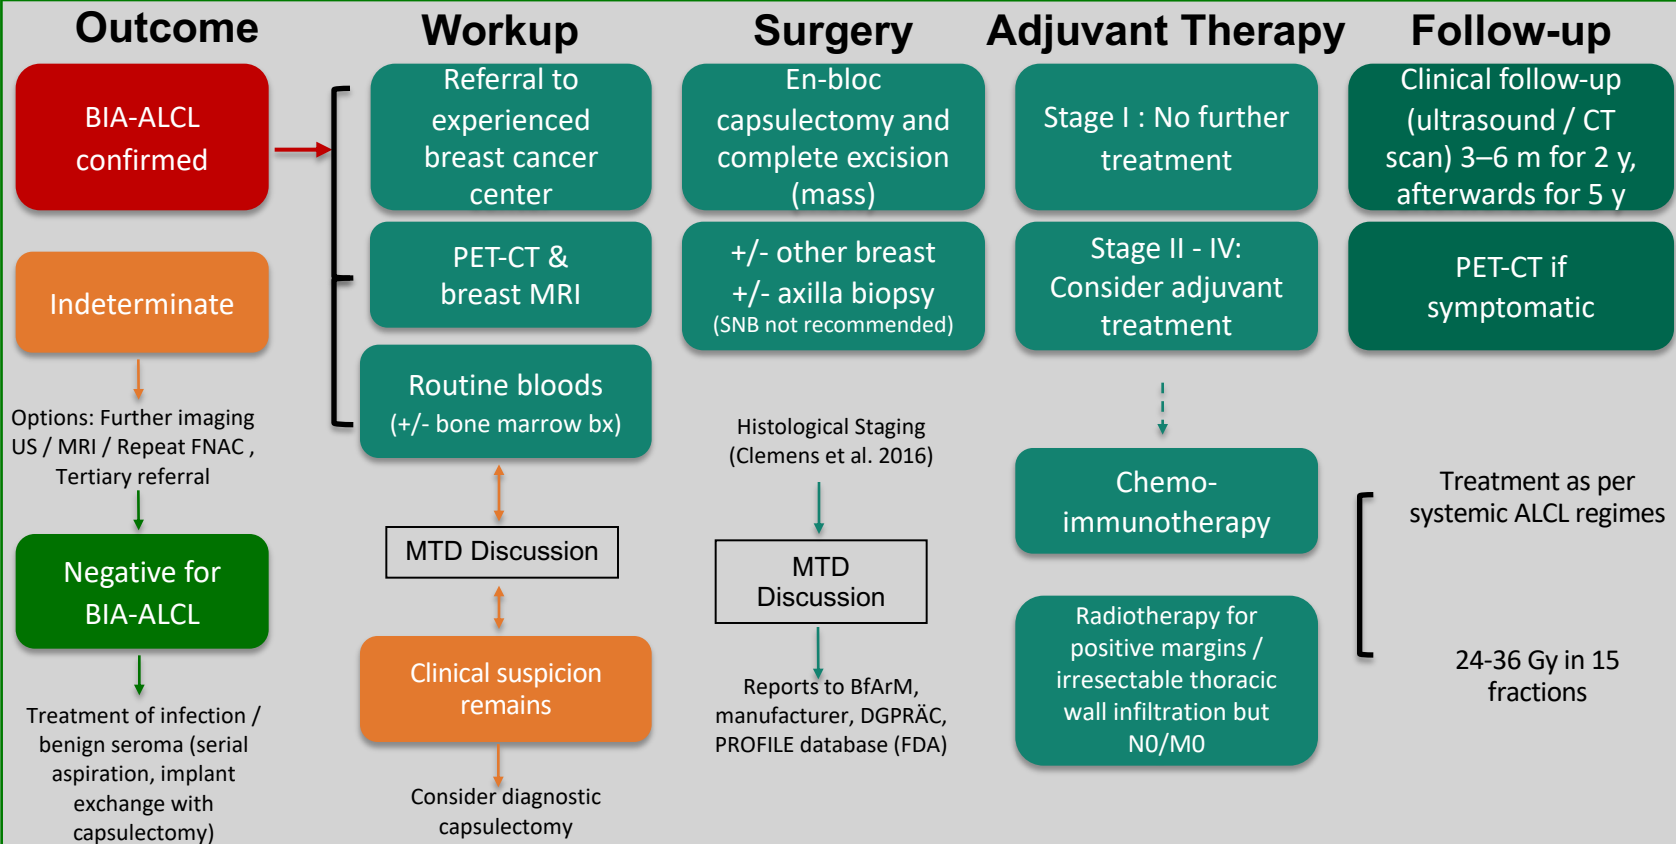 Outcome
BIA-ALCL
confirmed
Indeterminate
Options: Further imaging
US / MRI / Repeat FNAC ,
Tertiary referral
Negative for
BIA-ALCL
Treatment of infection /
benign seroma (serial
aspiration, implant
exchange with
capsulectomy)
Workup
Referral to
experienced
breast cancer
center
PET-CT &
breast MRI
Routine bloods
(+/- bone marrow bx)
MTD Discussion
Clinical suspicion
remains
Consider diagnostic
capsulectomy
Surgery
En-bloc
capsulectomy and
complete excision
(mass)
+/- other breast
+/- axilla biopsy
(SNB not recommended)
Histological Staging
(Clemens et al. 2016)
MTD
Discussion
Reports to BfArM,
manufacturer, DGPRÄC,
PROFILE database (FDA)
Adjuvant Therapy
Stage I : No further
treatment
Stage II - IV:
Consider adjuvant
treatment
Chemo-
immunotherapy
Radiotherapy for
positive margins /
irresectable thoracic
wall infiltration but
N0/M0
Follow-up
Clinical follow-up
(ultrasound / CT
scan) 3–6 m for 2 y,
afterwards for 5 y
PET-CT if
symptomatic
Treatment as per
systemic ALCL regimes
24-36 Gy in 15
fractions